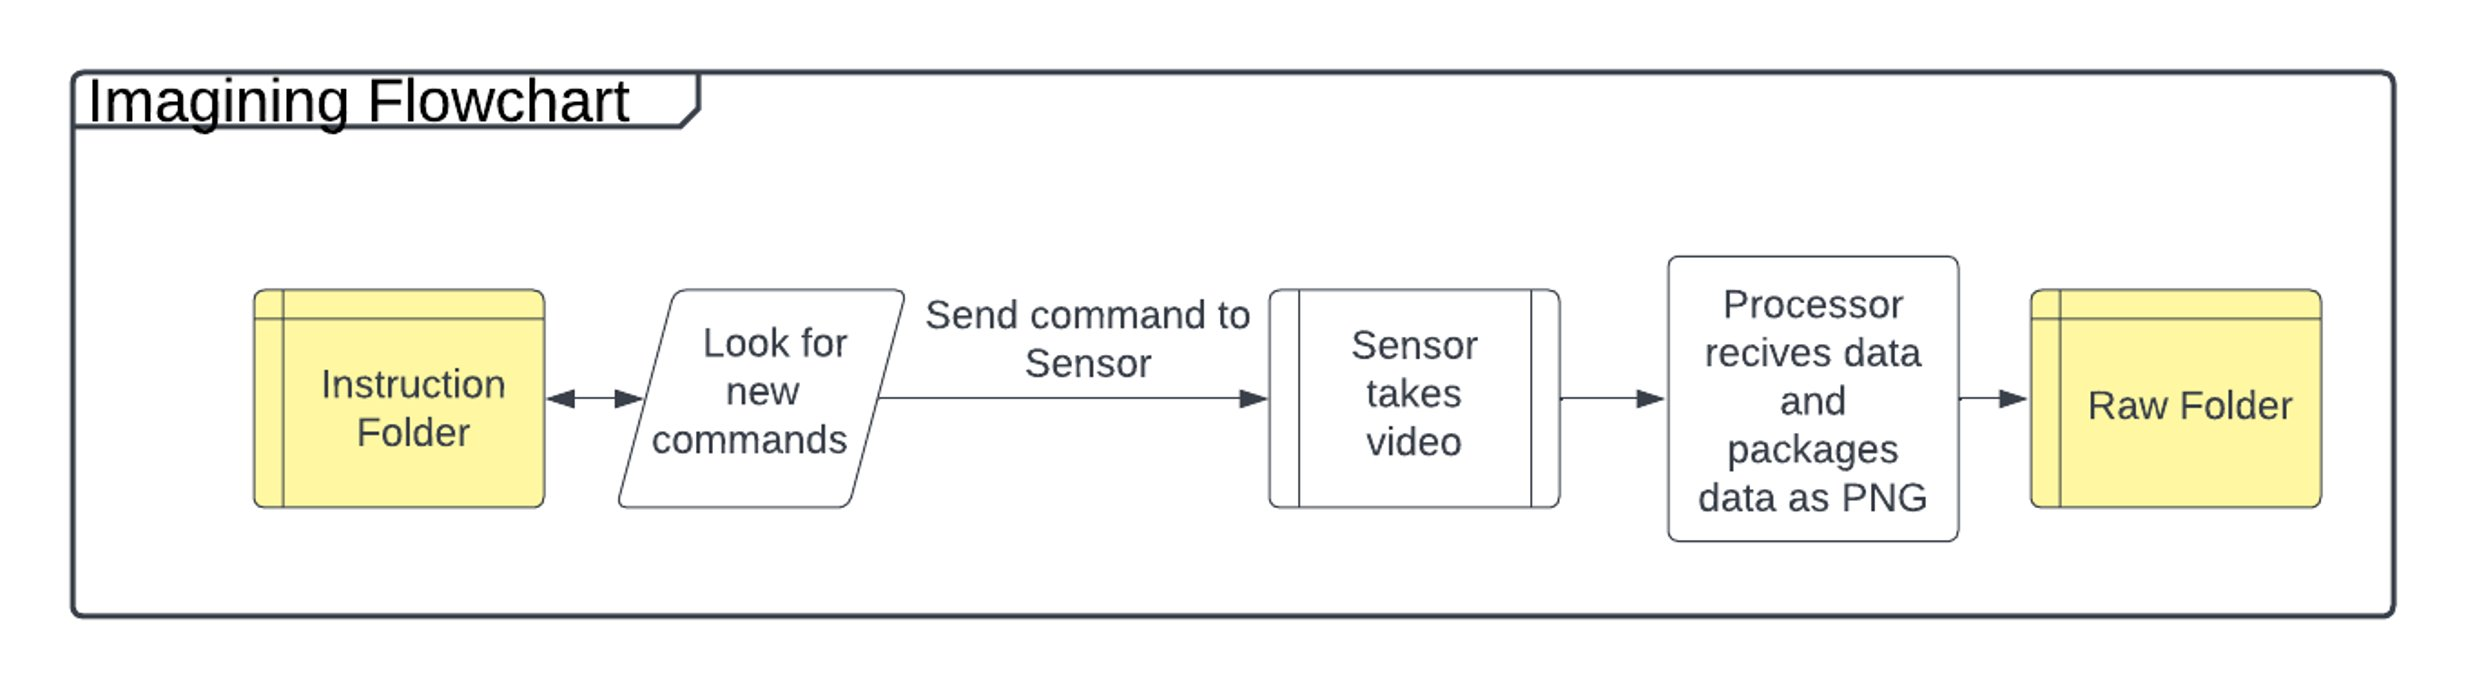 Imagining Flowchart
Instruction
Folder
Look for
new
commands
Send command to
Sensor
Sensor
takes
video
Processor
recives data
and
packages
data as PNG
Raw Folder